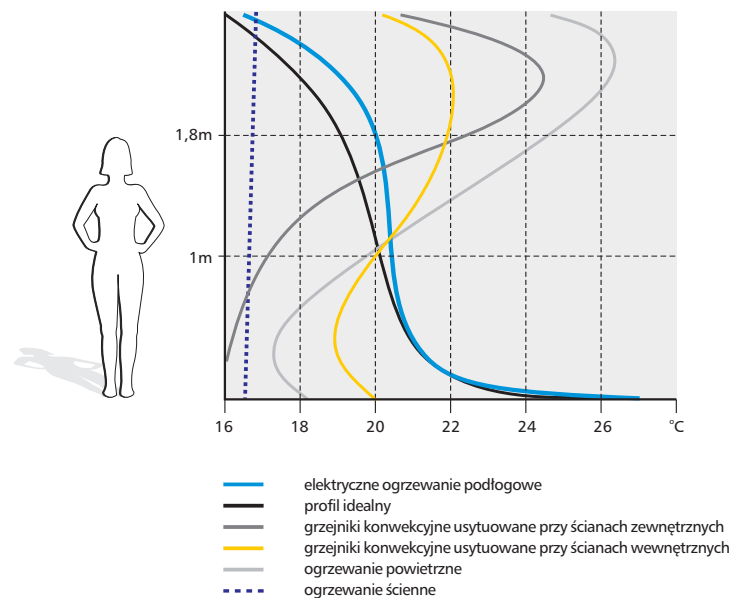 1,8m
1m
16 18 20 22 24 26 °C
elektryczne ogrzewanie podłogowe
profil idealny
grzejniki konwekcyjne usytuowane przy ścianach zewnętrznych
grzejniki konwekcyjne usytuowane przy ścianach wewnętrznych
ogrzewanie powietrzne
ogrzewanie ścienne